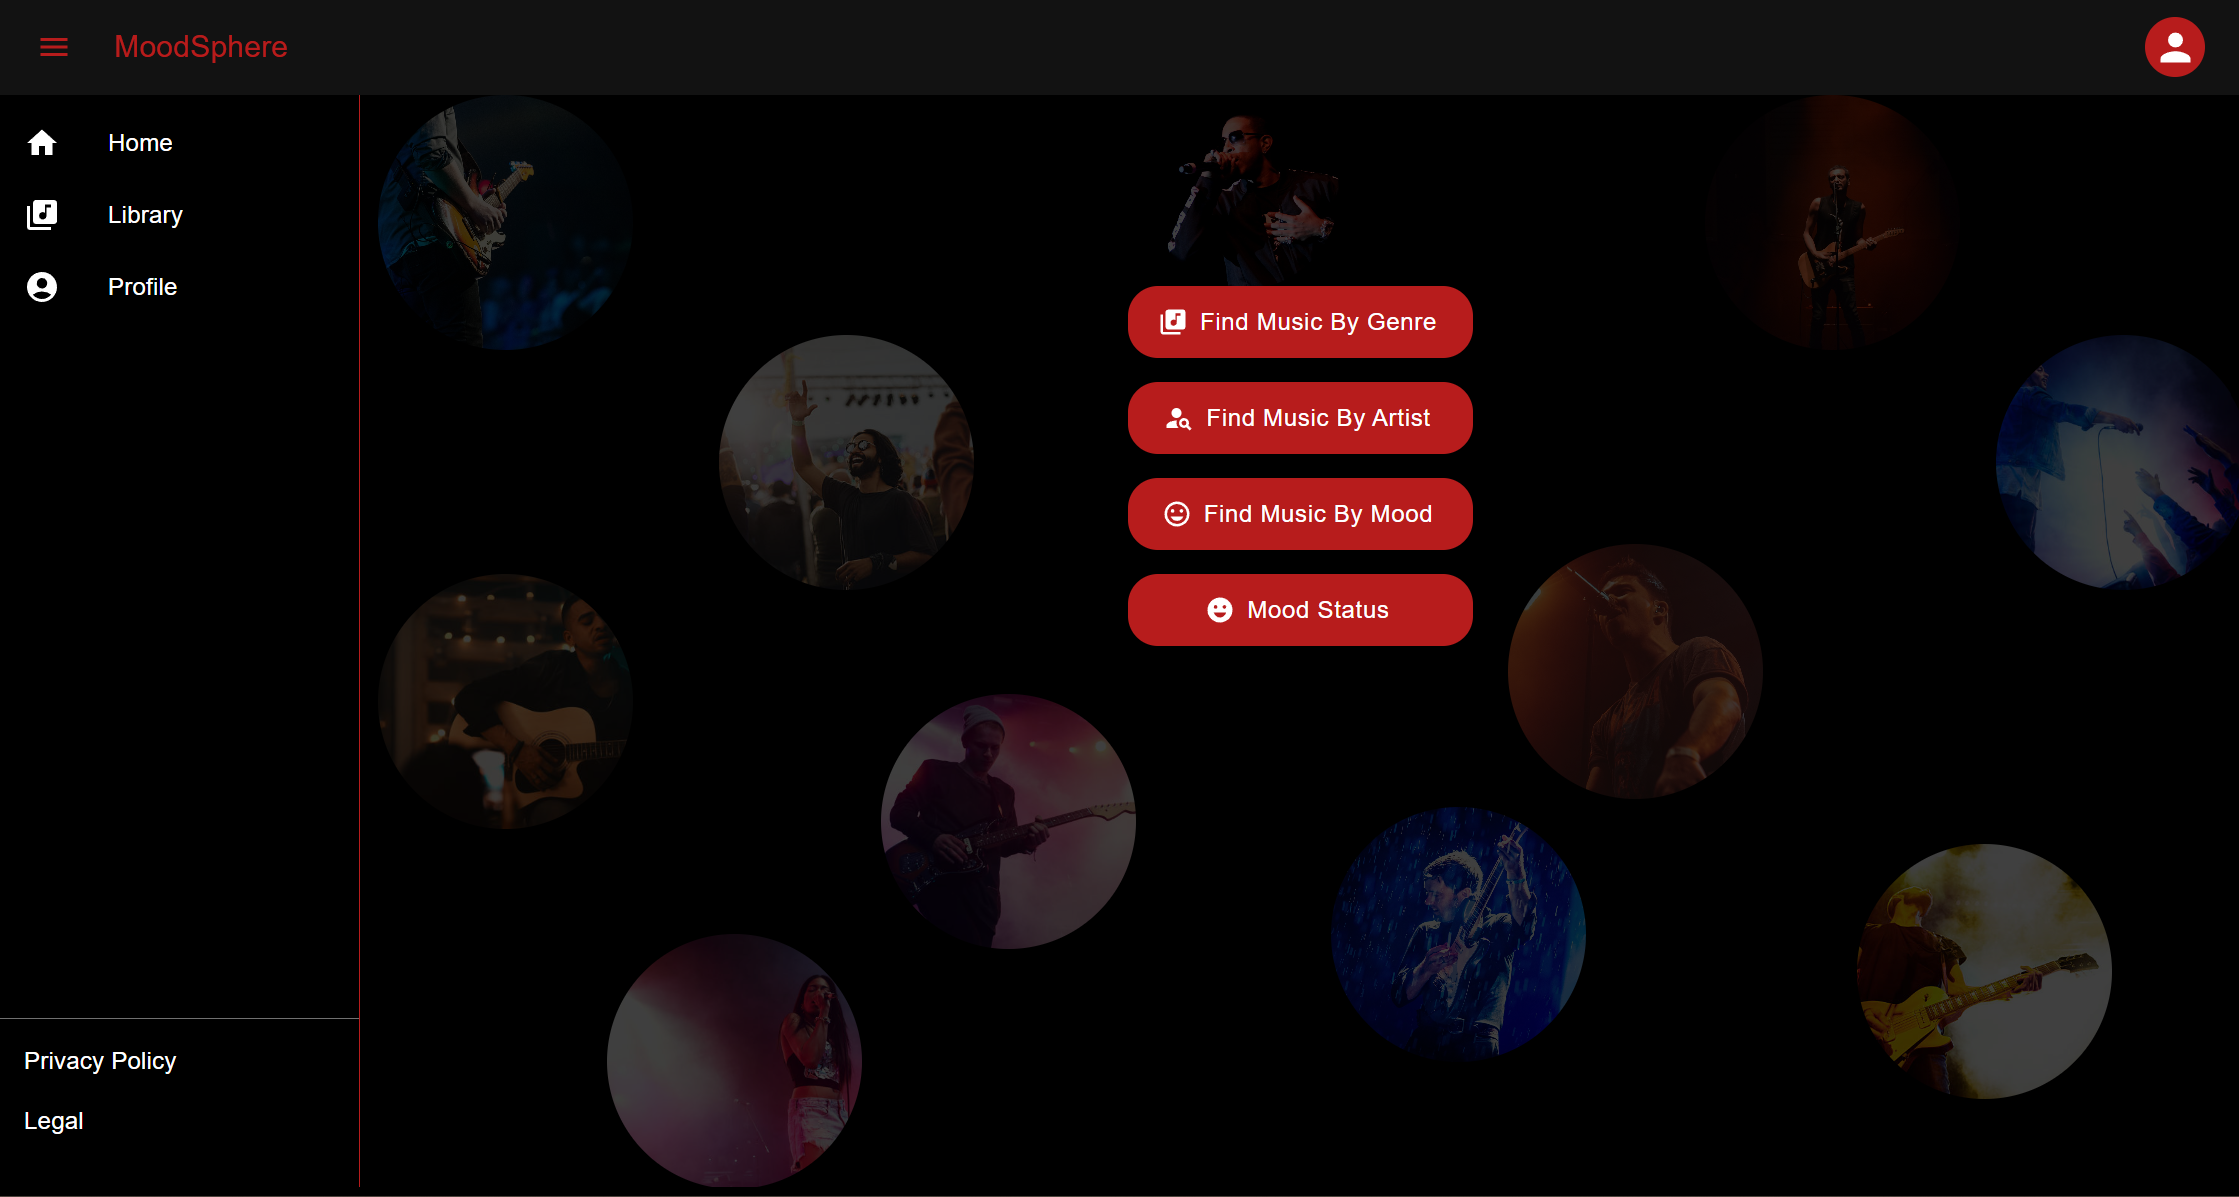 MoodSphere
Home
Library
Profile
Find Music By Genre
Find Music By Artist
Find Music By Mood
Mood Status
Privacy Policy
Legal